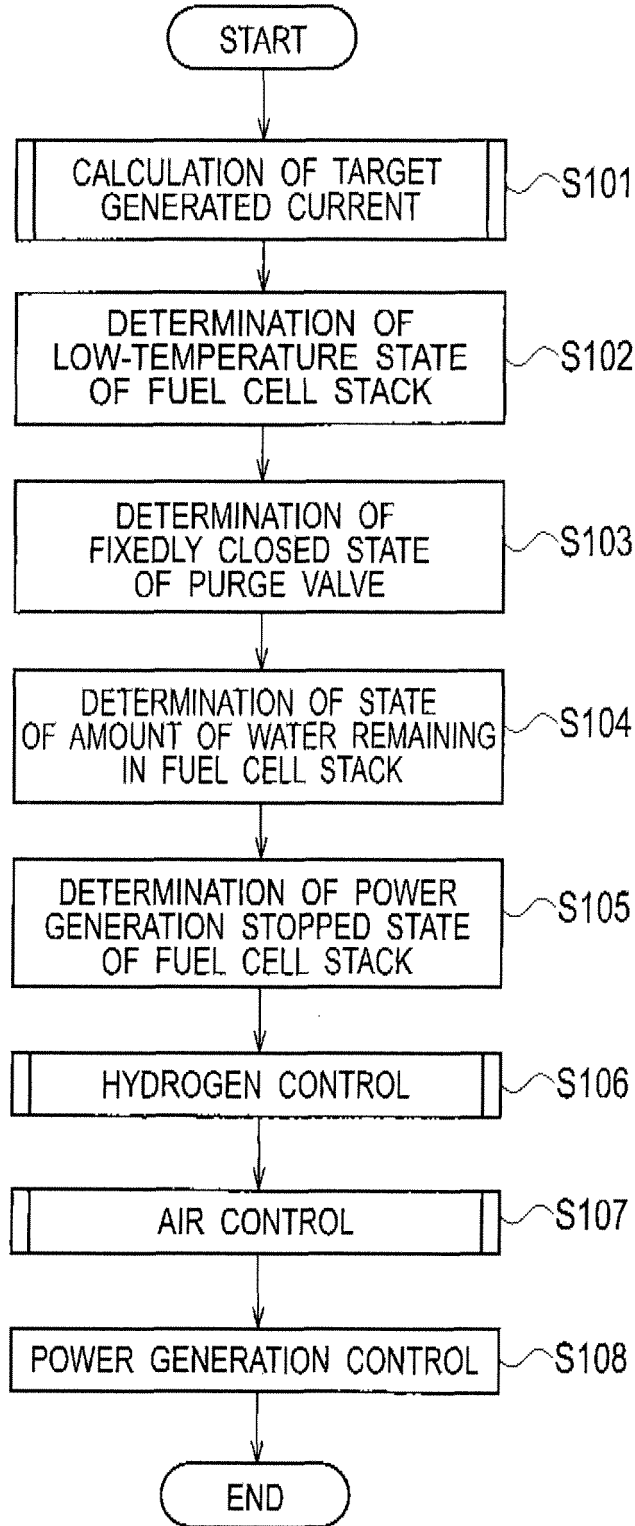 START
CALCULATION OF TARGET
GENERATED CURRENT
S101
DETERMINATION OF
LOW-TEMPERATURE STATE
OF FUEL CELL STACK
S102
DETERMINATION OF
FIXEDLY CLOSED STATE
OF PURGE VALVE
S103
DETERMINATION OF STATE
OF AMOUNT OF WATER REMAINING
IN FUEL CELL STACK
S104
DETERMINATION OF POWER
GENERATION STOPPED STATE
OF FUEL CELL STACK
S105
HYDROGEN CONTROL
S106
AIR CONTROL
S107
POWER GENERATION CONTROL
S108
END